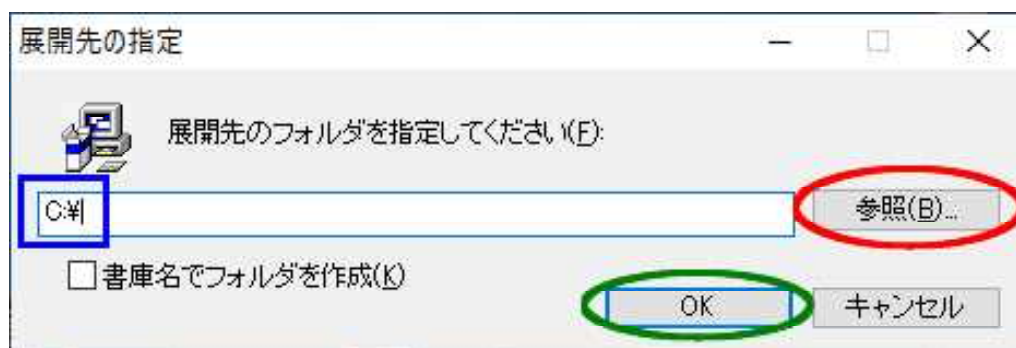 展開先の指定
展開先のフォルダを指定してください(F):
C:¥
参照(B)...
書庫名でフォルダを作成(K)
OK
キャンセル